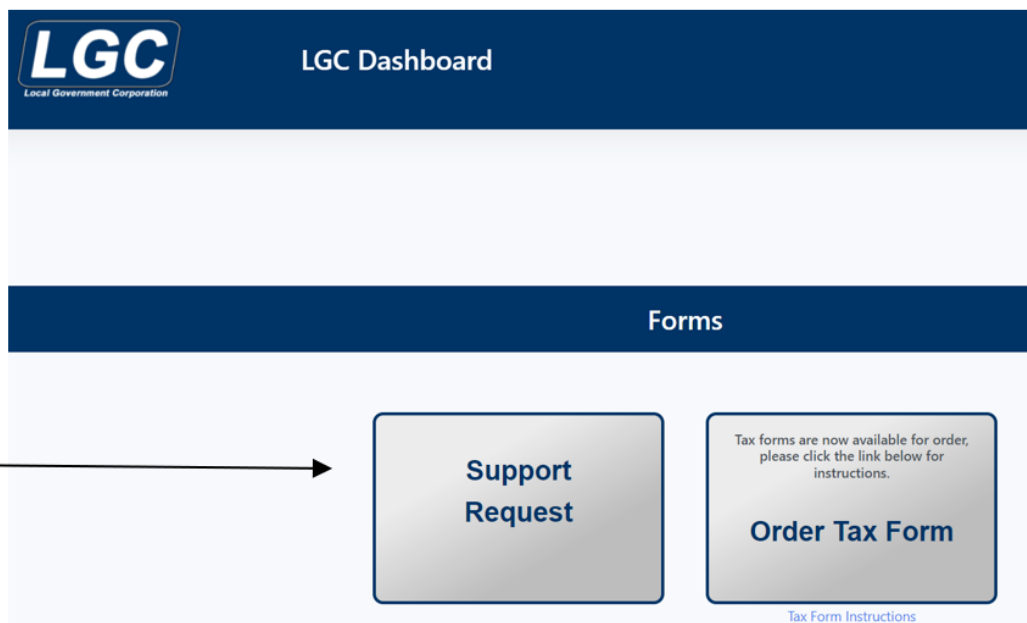 LGC
Local Government Corporation
LGC Dashboard
Forms
Support
Request
Tax forms are now available for order,
please click the link below for
instructions.
Order Tax Form
Tax Form Instructions